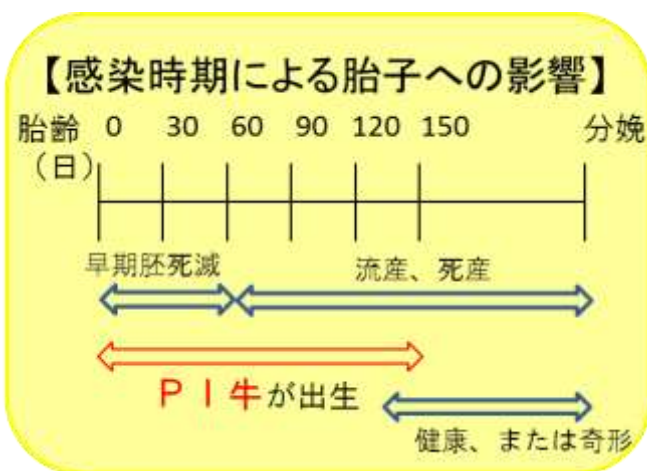 【感染時期による胎子への影響】
胎齢 0 30 60 90 120 150 分娩
(日)
早期胚死滅 流産、死産
PI牛が出生
健康、または奇形